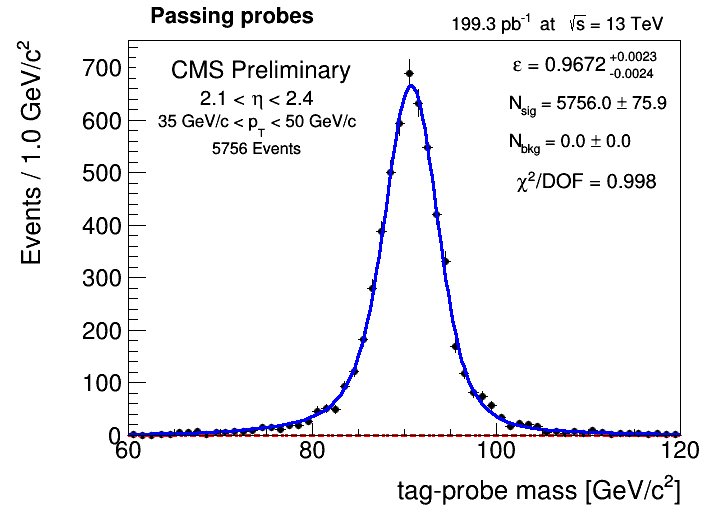 Passing probes
199.3 pb⁻¹ at √s = 13 TeV
CMS Preliminary
2.1 < η < 2.4
35 GeV/c < p_T < 50 GeV/c
5756 Events
ε = 0.9672 +0.0023 -0.0024
N_sig = 5756.0 ± 75.9
N_bkg = 0.0 ± 0.0
χ²/DOF = 0.998
Events / 1.0 GeV/c²
700
600
500
400
300
200
100
0
60 80 100 120
tag-probe mass [GeV/c²]